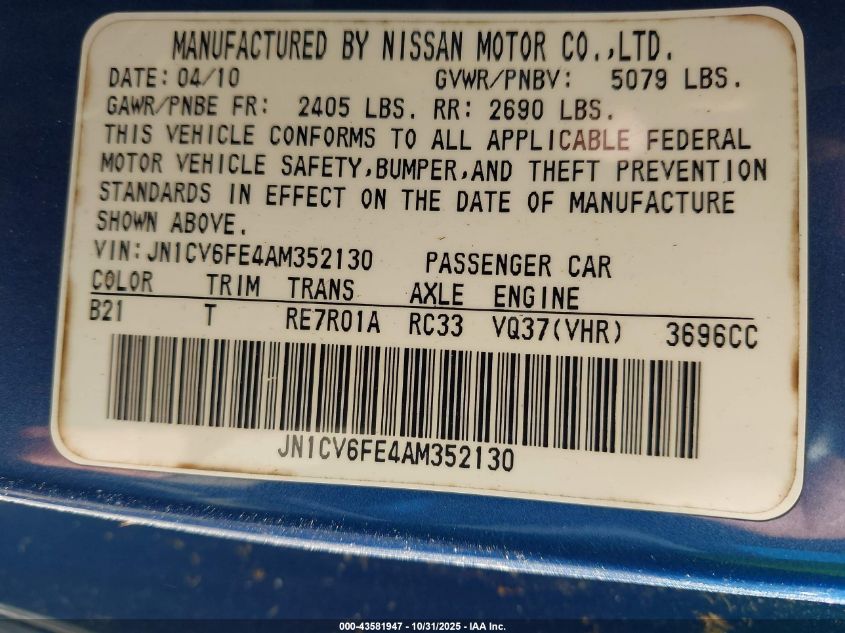 MANUFACTURED BY NISSAN MOTOR CO.,LTD.
DATE: 04/10 GVWR/PNBV: 5079 LBS.
GAWR/PNBE FR: 2405 LBS. RR: 2690 LBS.
THIS VEHICLE CONFORMS TO ALL APPLICABLE FEDERAL
MOTOR VEHICLE SAFETY,BUMPER,AND THEFT PREVENTION
STANDARDS IN EFFECT ON THE DATE OF MANUFACTURE
SHOWN ABOVE.
VIN:JN1CV6FE4AM352130 PASSENGER CAR
COLOR TRIM TRANS AXLE ENGINE
B21 T RE7R01A RC33 VQ37(VHR) 3696CC
JN1CV6FE4AM352130
000-43581947 - 10/31/2025 - IAA Inc.